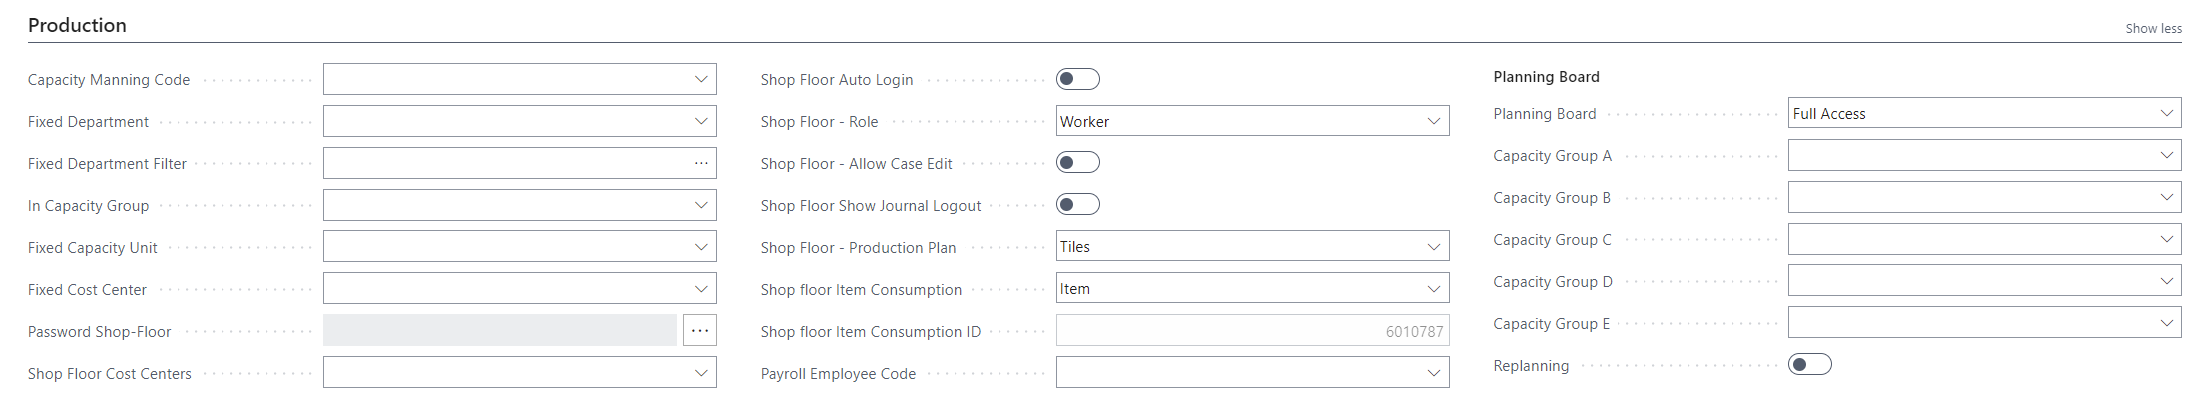 Production
Show less
Capacity Manning Code
Fixed Department
Fixed Department Filter
In Capacity Group
Fixed Capacity Unit
Fixed Cost Center
Password Shop-Floor
Shop Floor Cost Centers
Shop Floor Auto Login
Shop Floor - Role Worker
Shop Floor - Allow Case Edit
Shop Floor Show Journal Logout
Shop Floor - Production Plan Tiles
Shop floor Item Consumption Item
Shop floor Item Consumption ID 6010787
Payroll Employee Code
Planning Board
Planning Board Full Access
Capacity Group A
Capacity Group B
Capacity Group C
Capacity Group D
Capacity Group E
Replanning